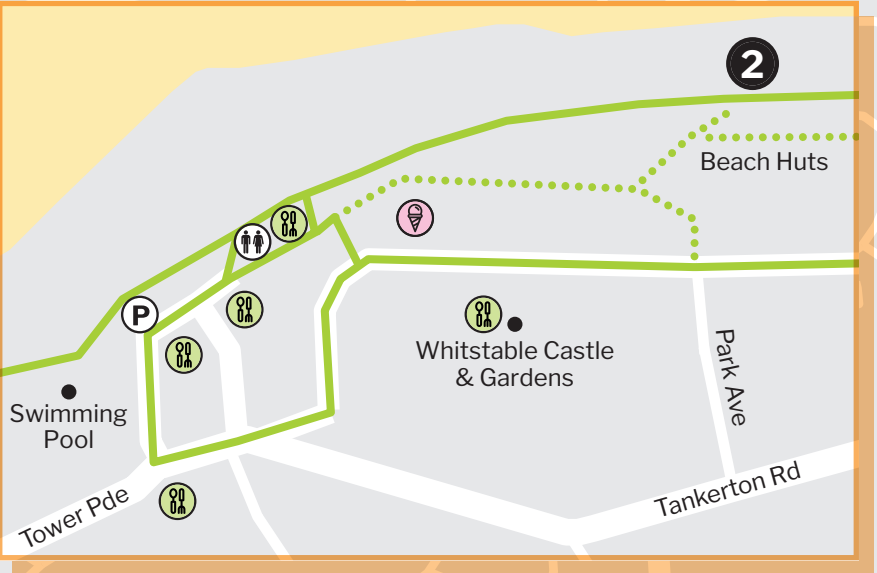 2
Beach Huts
P
Whitstable Castle
& Gardens
Park Ave
Swimming
Pool
Tower Pde
Tankerton Rd